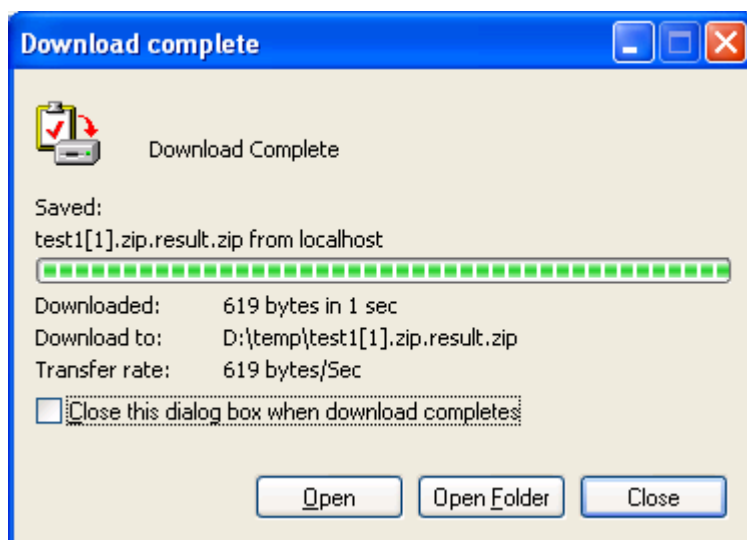 Download complete
Download Complete
Saved:
test1[1].zip.result.zip from localhost
Downloaded: 619 bytes in 1 sec
Download to: D:\temp\test1[1].zip.result.zip
Transfer rate: 619 bytes/Sec
Close this dialog box when download completes
Open Open Folder Close